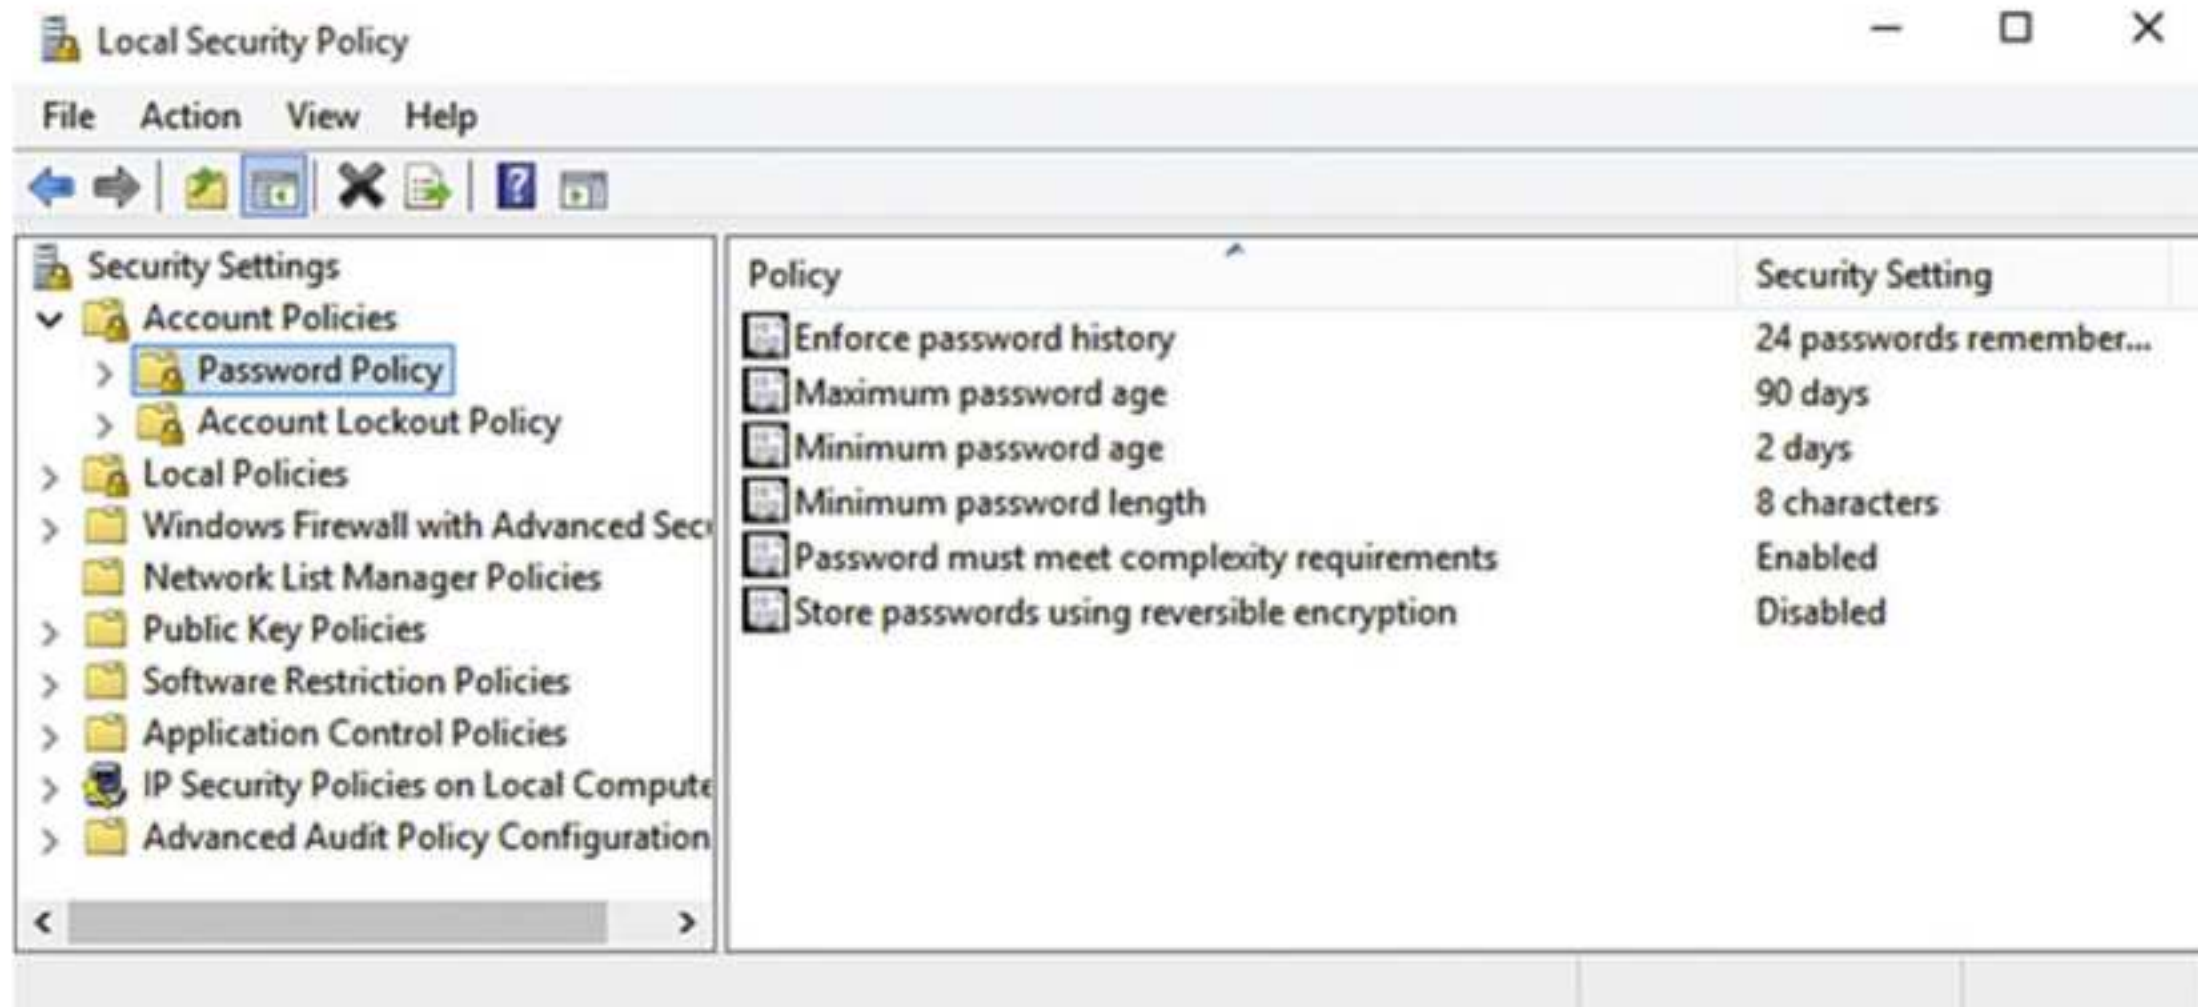 Local Security Policy
File Action View Help
Security Settings
Account Policies
Password Policy
Account Lockout Policy
Local Policies
Windows Firewall with Advanced Secu
Network List Manager Policies
Public Key Policies
Software Restriction Policies
Application Control Policies
IP Security Policies on Local Compute
Advanced Audit Policy Configuration
Policy Security Setting
Enforce password history 24 passwords remember...
Maximum password age 90 days
Minimum password age 2 days
Minimum password length 8 characters
Password must meet complexity requirements Enabled
Store passwords using reversible encryption Disabled